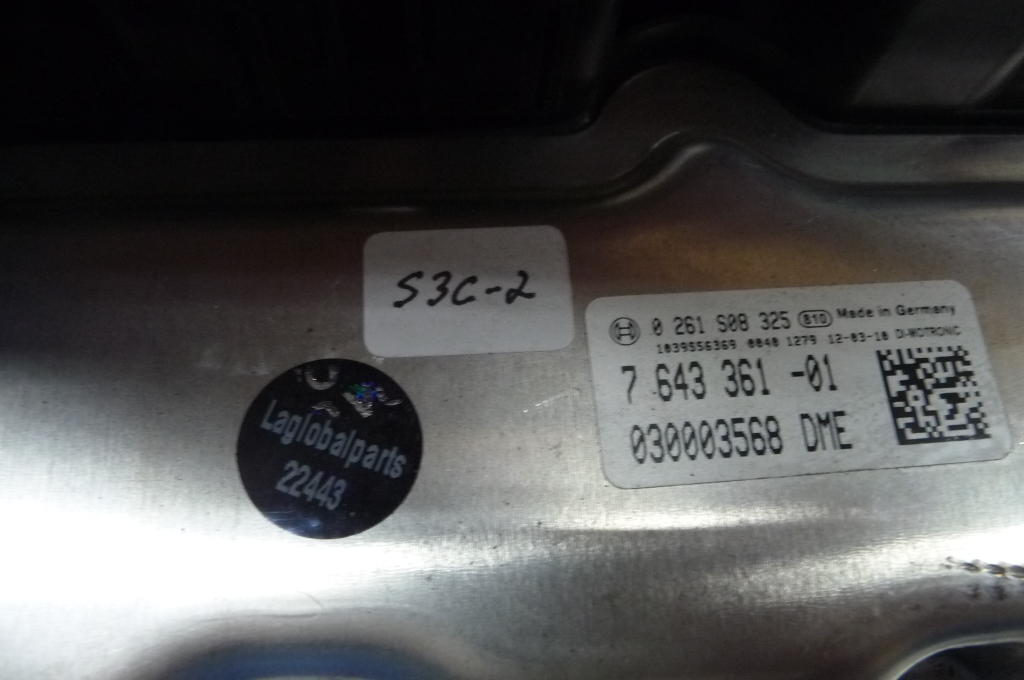 S3C-2
0 261 S08 325 810 Made in Germany
1039S56369 0040 1279 12-03-10 DI-MOTRONIC
7 643 361 -01
030003568 DME
Laglobalparts
22443